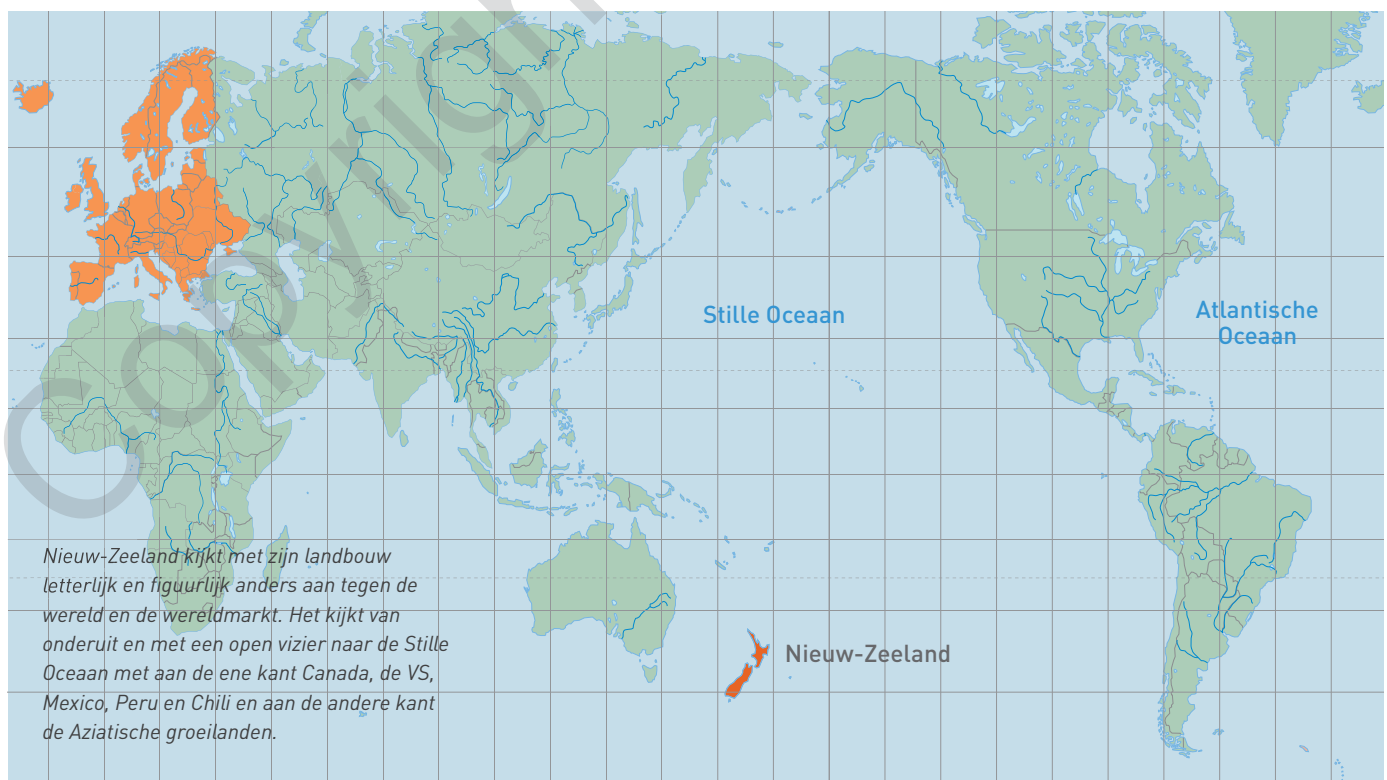 Copyrigh
Stille Oceaan
Atlantische
Oceaan
Nieuw-Zeeland
Nieuw-Zeeland kijkt met zijn landbouw
letterlijk en figuurlijk anders aan tegen de
wereld en de wereldmarkt. Het kijkt van
onderuit en met een open vizier naar de Stille
Oceaan met aan de ene kant Canada, de VS,
Mexico, Peru en Chili en aan de andere kant
de Aziatische groeilanden.